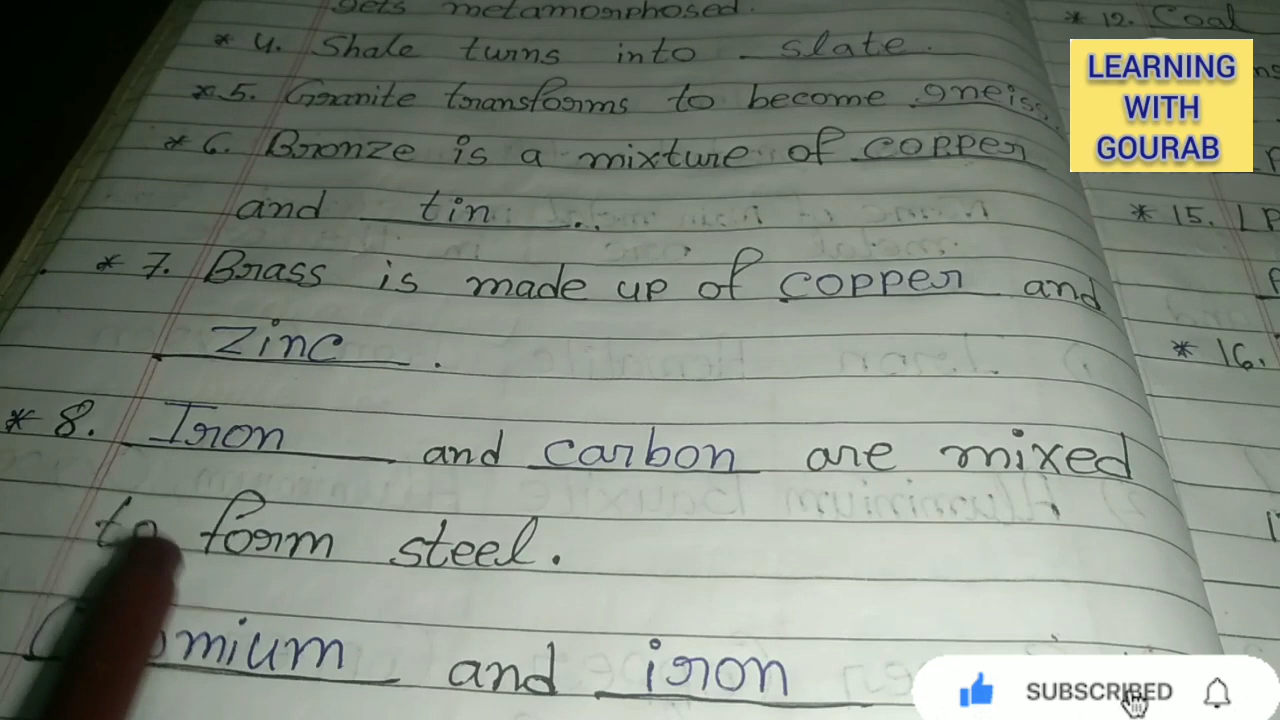 gets metamorphosed.
* 4. Shale turns into slate.
* 5. Granite transforms to become gneiss.
* 6. Bronze is a mixture of copper
and tin .
* 7. Brass is made up of copper and
zinc .
* 8. Iron and carbon are mixed
to form steel.
and iron
* 12. Coal
* 15. LP
* 16.
LEARNING
WITH
GOURAB
SUBSCRIBED